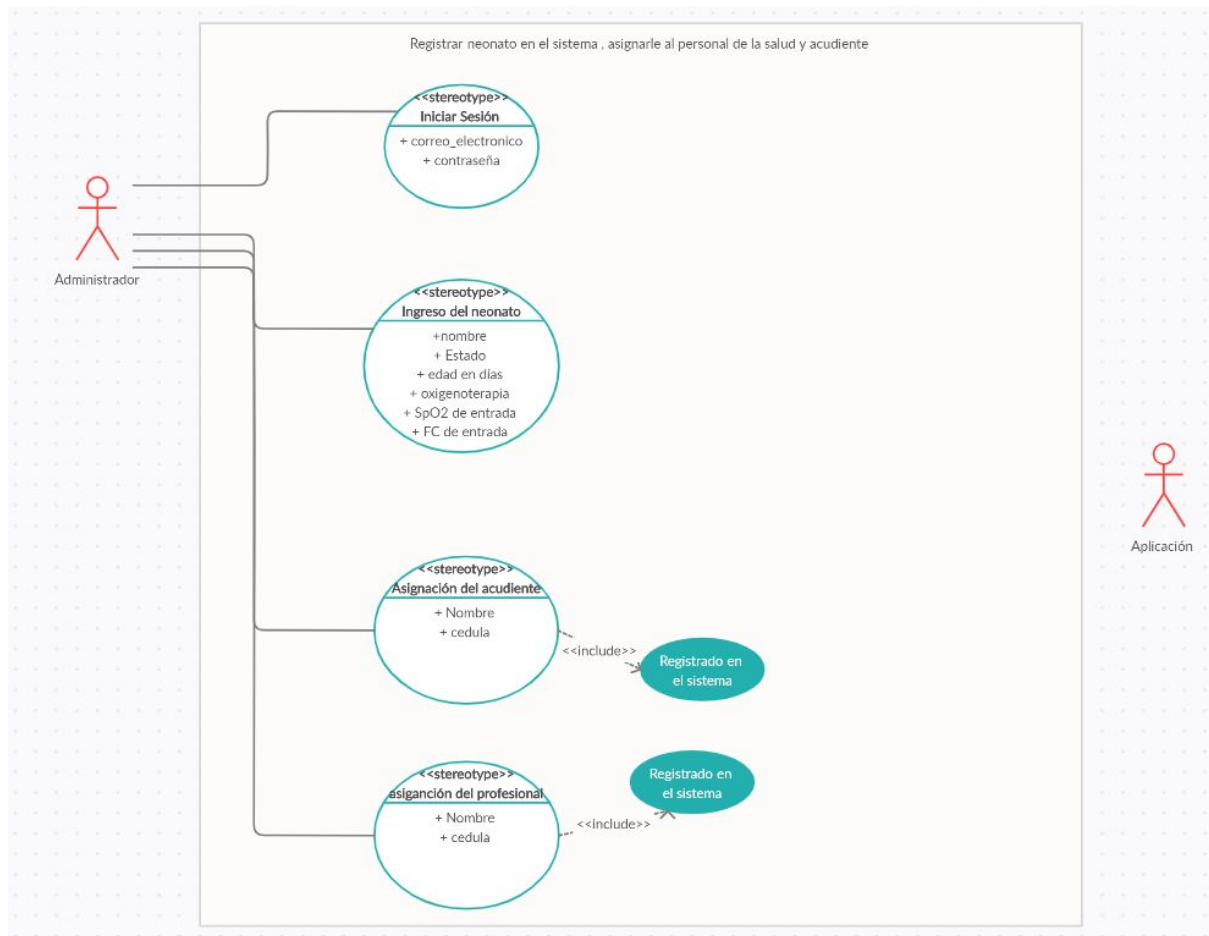 Registrar neonato en el sistema , asignarle al personal de la salud y acudiente
<<stereotype>>
Iniciar Sesión
+ correo_electronico
+ contraseña
Administrador
<<stereotype>>
Ingreso del neonato
+nombre
+ Estado
+ edad en días
+ oxigenoterapia
+ SpO2 de entrada
+ FC de entrada
Aplicación
<<stereotype>>
Asignación del acudiente
+ Nombre
+ cedula
<<include>>
Registrado en
el sistema
<<stereotype>>
asigançión del profesional
+ Nombre
+ cedula
<<include>>
Registrado en
el sistema